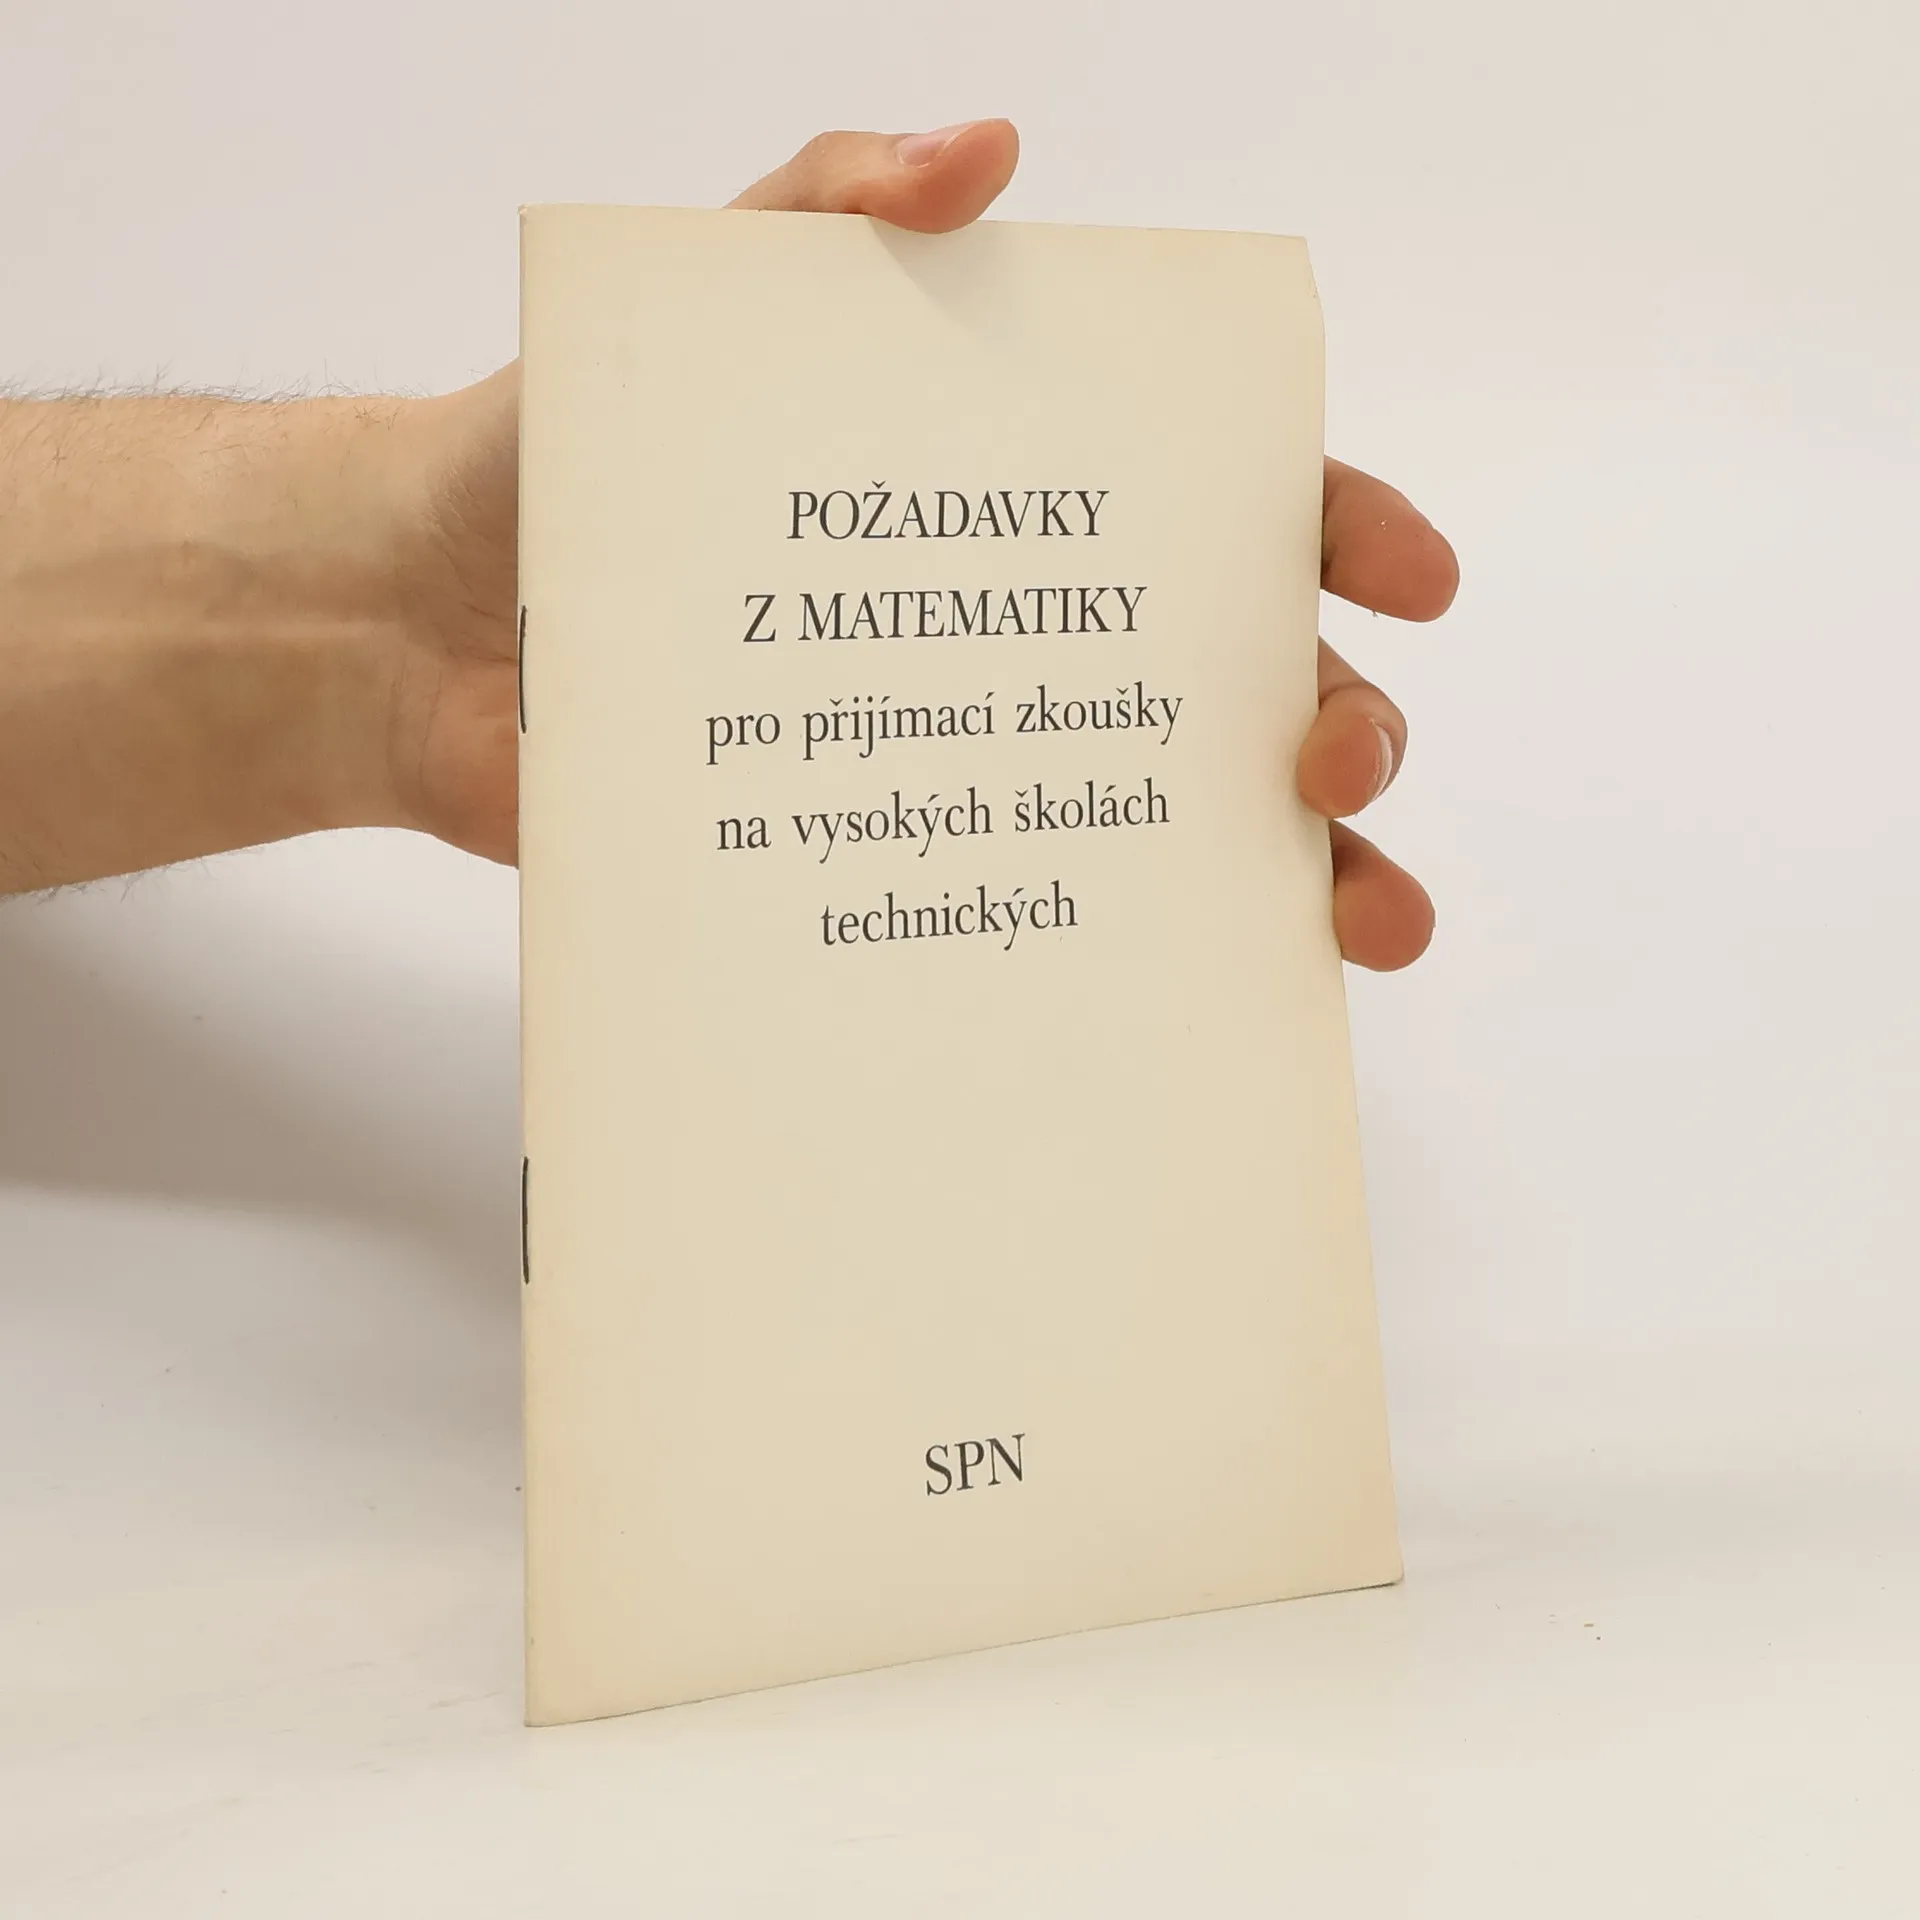 POŽADAVKY
Z MATEMATIKY
pro přijímací zkoušky
na vysokých školách
technických
SPN